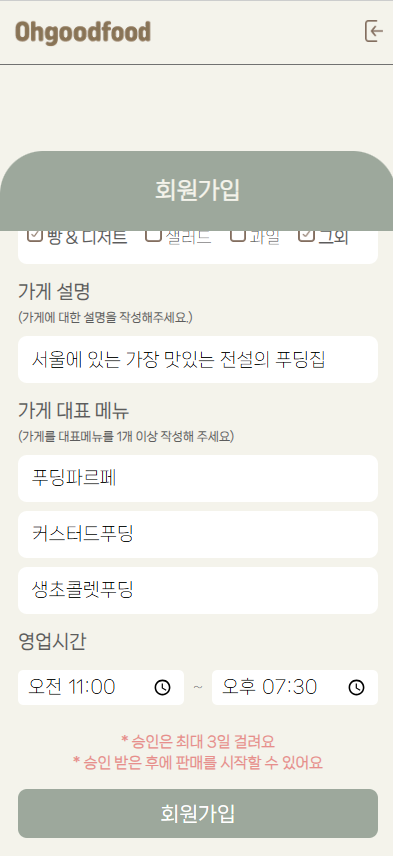 Ohgoodfood
회원가입
빵 & 디저트 샐러드 과일 그외
가게 설명
(가게에 대한 설명을 작성해주세요.)
서울에 있는 가장 맛있는 전설의 푸딩집
가게 대표 메뉴
(가게를 대표메뉴를 1개 이상 작성해 주세요)
푸딩파르페
커스터드푸딩
생초콜렛푸딩
영업시간
오전 11:00 ~ 오후 07:30
* 승인은 최대 3일 걸려요
* 승인 받은 후에 판매를 시작할 수 있어요
회원가입